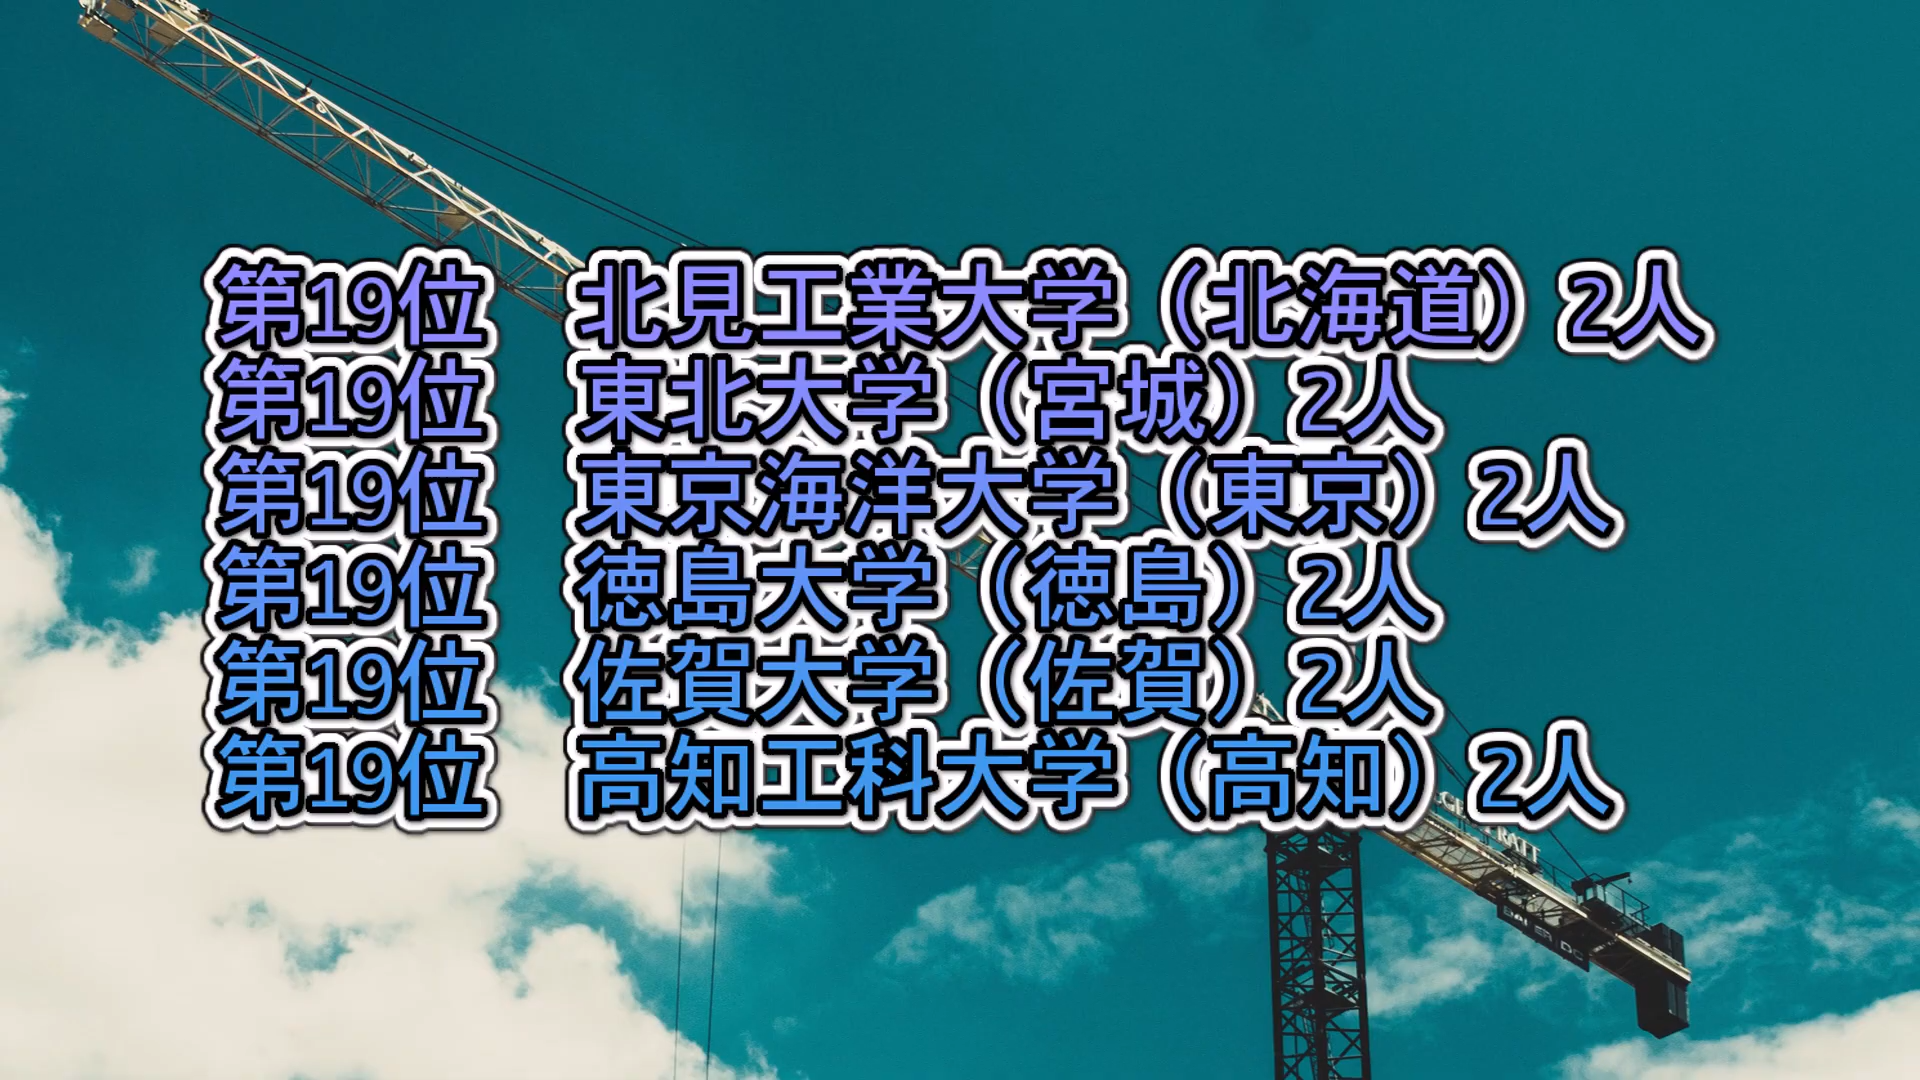 第19位　北見工業大学（北海道）2人
第19位　東北大学（宮城）2人
第19位　東京海洋大学（東京）2人
第19位　徳島大学（徳島）2人
第19位　佐賀大学（佐賀）2人
第19位　高知工科大学（高知）2人